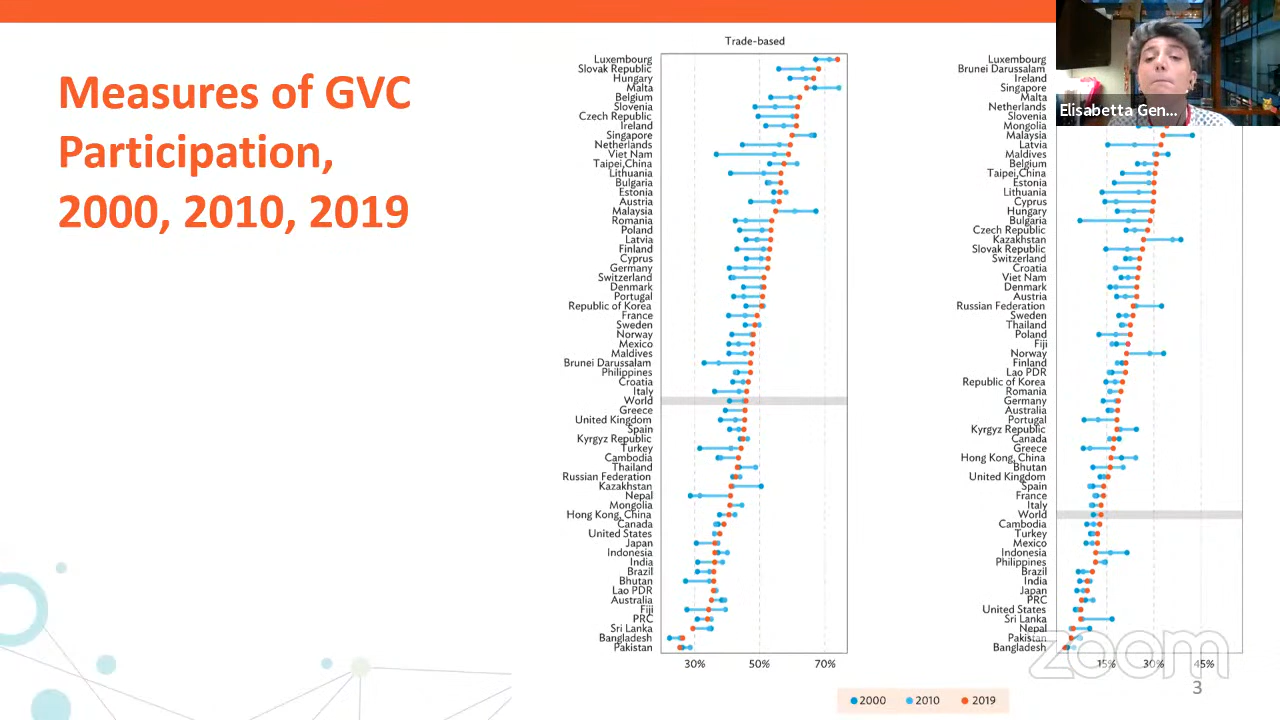 Measures of GVC
Participation,
2000, 2010, 2019
Trade-based
Luxembourg
Slovak Republic
Hungary
Malta
Belgium
Slovenia
Czech Republic
Ireland
Singapore
Netherlands
Viet Nam
Taipei,China
Lithuania
Bulgaria
Estonia
Austria
Malaysia
Romania
Poland
Latvia
Finland
Cyprus
Germany
Switzerland
Denmark
Portugal
Republic of Korea
France
Sweden
Norway
Mexico
Maldives
Brunei Darussalam
Philippines
Croatia
Italy
World
Greece
United Kingdom
Spain
Kyrgyz Republic
Turkey
Cambodia
Thailand
Russian Federation
Kazakhstan
Nepal
Mongolia
Hong Kong, China
Canada
United States
Japan
Indonesia
India
Brazil
Bhutan
Lao PDR
Australia
Fiji
PRC
Sri Lanka
Bangladesh
Pakistan
30% 50% 70%
Luxembourg
Brunei Darussalam
Ireland
Singapore
Malta
Netherlands
Slovenia
Mongolia
Malaysia
Latvia
Maldives
Belgium
Taipei,China
Estonia
Lithuania
Cyprus
Hungary
Bulgaria
Czech Republic
Kazakhstan
Slovak Republic
Switzerland
Croatia
Viet Nam
Denmark
Austria
Russian Federation
Sweden
Thailand
Poland
Fiji
Norway
Finland
Lao PDR
Republic of Korea
Romania
Germany
Australia
Portugal
Kyrgyz Republic
Canada
Greece
Hong Kong, China
Bhutan
United Kingdom
Spain
France
Italy
World
Cambodia
Turkey
Mexico
Indonesia
Philippines
Brazil
India
Japan
PRC
United States
Sri Lanka
Nepal
Pakistan
Bangladesh
15% 30% 45%
2000 2010 2019
Elisabetta Gen...
zoom
3